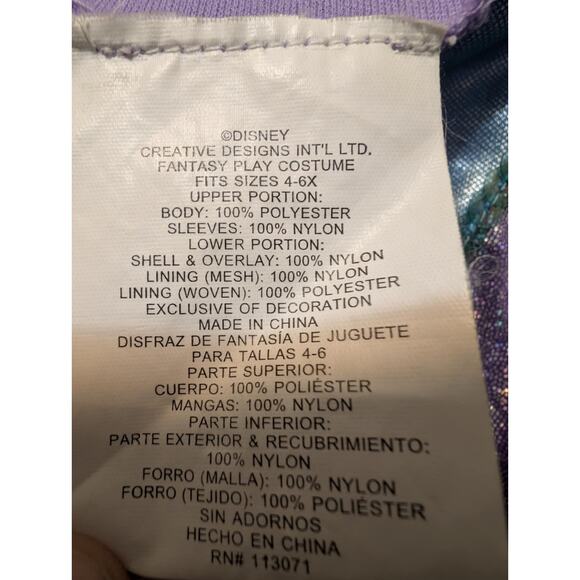 ©DISNEY
CREATIVE DESIGNS INT'L LTD.
FANTASY PLAY COSTUME
FITS SIZES 4-6X
UPPER PORTION:
BODY: 100% POLYESTER
SLEEVES: 100% NYLON
LOWER PORTION:
SHELL & OVERLAY: 100% NYLON
LINING (MESH): 100% NYLON
LINING (WOVEN): 100% POLYESTER
EXCLUSIVE OF DECORATION
MADE IN CHINA
DISFRAZ DE FANTASÍA DE JUGUETE
PARA TALLAS 4-6
PARTE SUPERIOR:
CUERPO: 100% POLIÉSTER
MANGAS: 100% NYLON
PARTE INFERIOR:
PARTE EXTERIOR & RECUBRIMIENTO:
100% NYLON
FORRO (MALLA): 100% NYLON
FORRO (TEJIDO): 100% POLIÉSTER
SIN ADORNOS
HECHO EN CHINA
RN# 113071